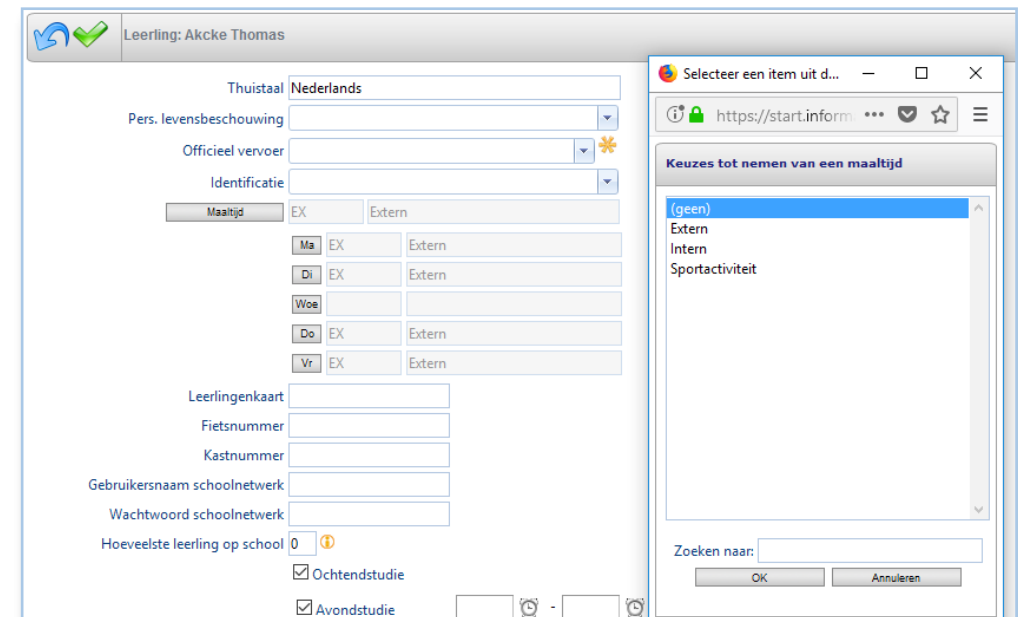 Leerling: Akcke Thomas
Thuistaal Nederlands
Pers. levensbeschouwing
Officieel vervoer
Identificatie
Maaltijd EX Extern
Ma EX Extern
Di EX Extern
Woe
Do EX Extern
Vr EX Extern
Leerlingenkaart
Fietsnummer
Kastnummer
Gebruikersnaam schoolnetwerk
Wachtwoord schoolnetwerk
Hoeveelste leerling op school 0
Ochtendstudie
Avondstudie -
Selecteer een item uit d...
https://start.inform
Keuzes tot nemen van een maaltijd
(geen)
Extern
Intern
Sportactiviteit
Zoeken naar:
OK Annuleren